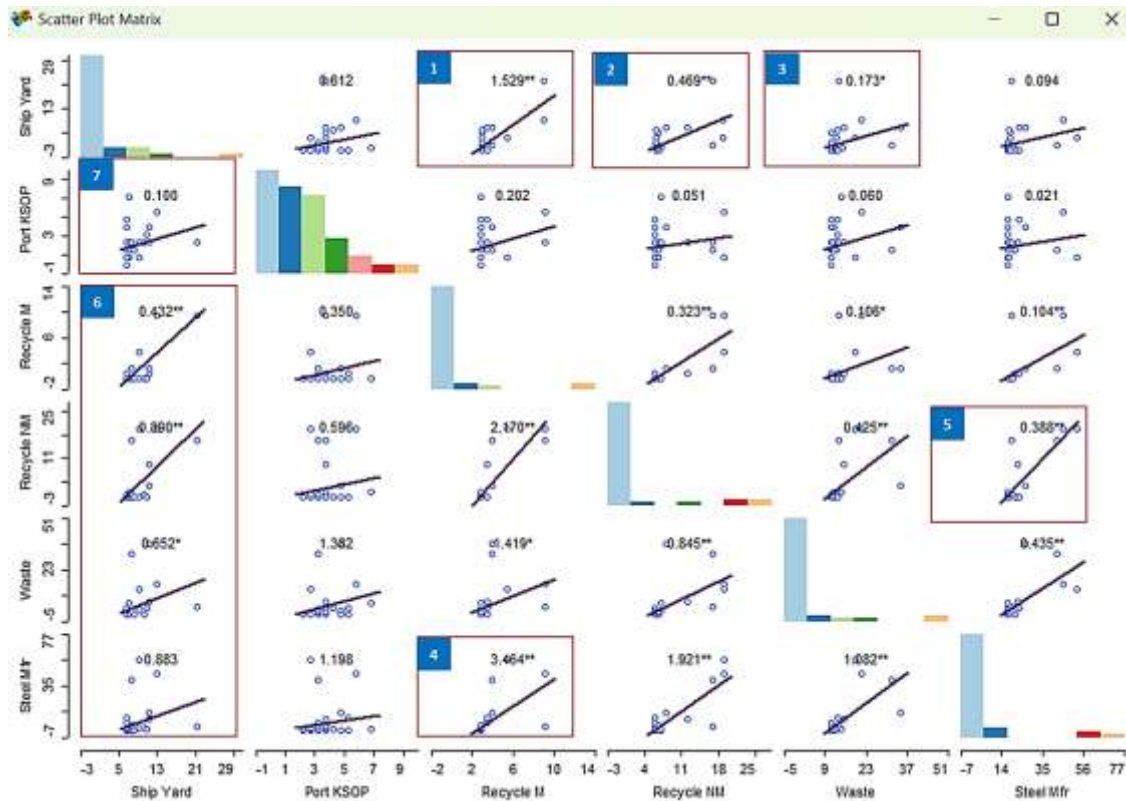 Scatter Plot Matrix
Ship Yard
-3 13 29
0.612
1
1.529**
2
0.469**
3
0.173*
0.094
Port KSOP
-1 3 9
7
0.100
0.202
0.051
0.060
0.021
Recycle M
-2 6 14
6
0.432**
0.350
0.323**
0.106*
0.104**
Recycle NM
-3 11 25
0.890**
0.596
2.170**
0.425**
5
0.388**
Waste
-5 23 51
0.652*
1.382
1.419*
0.845**
0.435**
Steel Mfr
-7 35 77
0.883
1.198
4
3.464**
1.921**
1.082**
-3 5 13 21 29
-1 1 3 5 7 9
-2 2 6 10 14
-3 4 11 18 25
-5 9 23 37 51
-7 14 35 56 77
Ship Yard
Port KSOP
Recycle M
Recycle NM
Waste
Steel Mfr